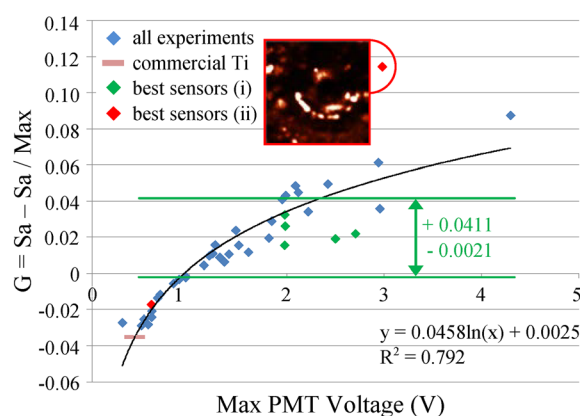 0.14
0.12
0.10
0.08
0.06
0.04
0.02
0
-0.02
-0.04
-0.06
G = Sa – Sa / Max
all experiments
commercial Ti
best sensors (i)
best sensors (ii)
+ 0.0411
- 0.0021
0 1 2 3 4 5
y = 0.0458ln(x) + 0.0025
R² = 0.792
Max PMT Voltage (V)